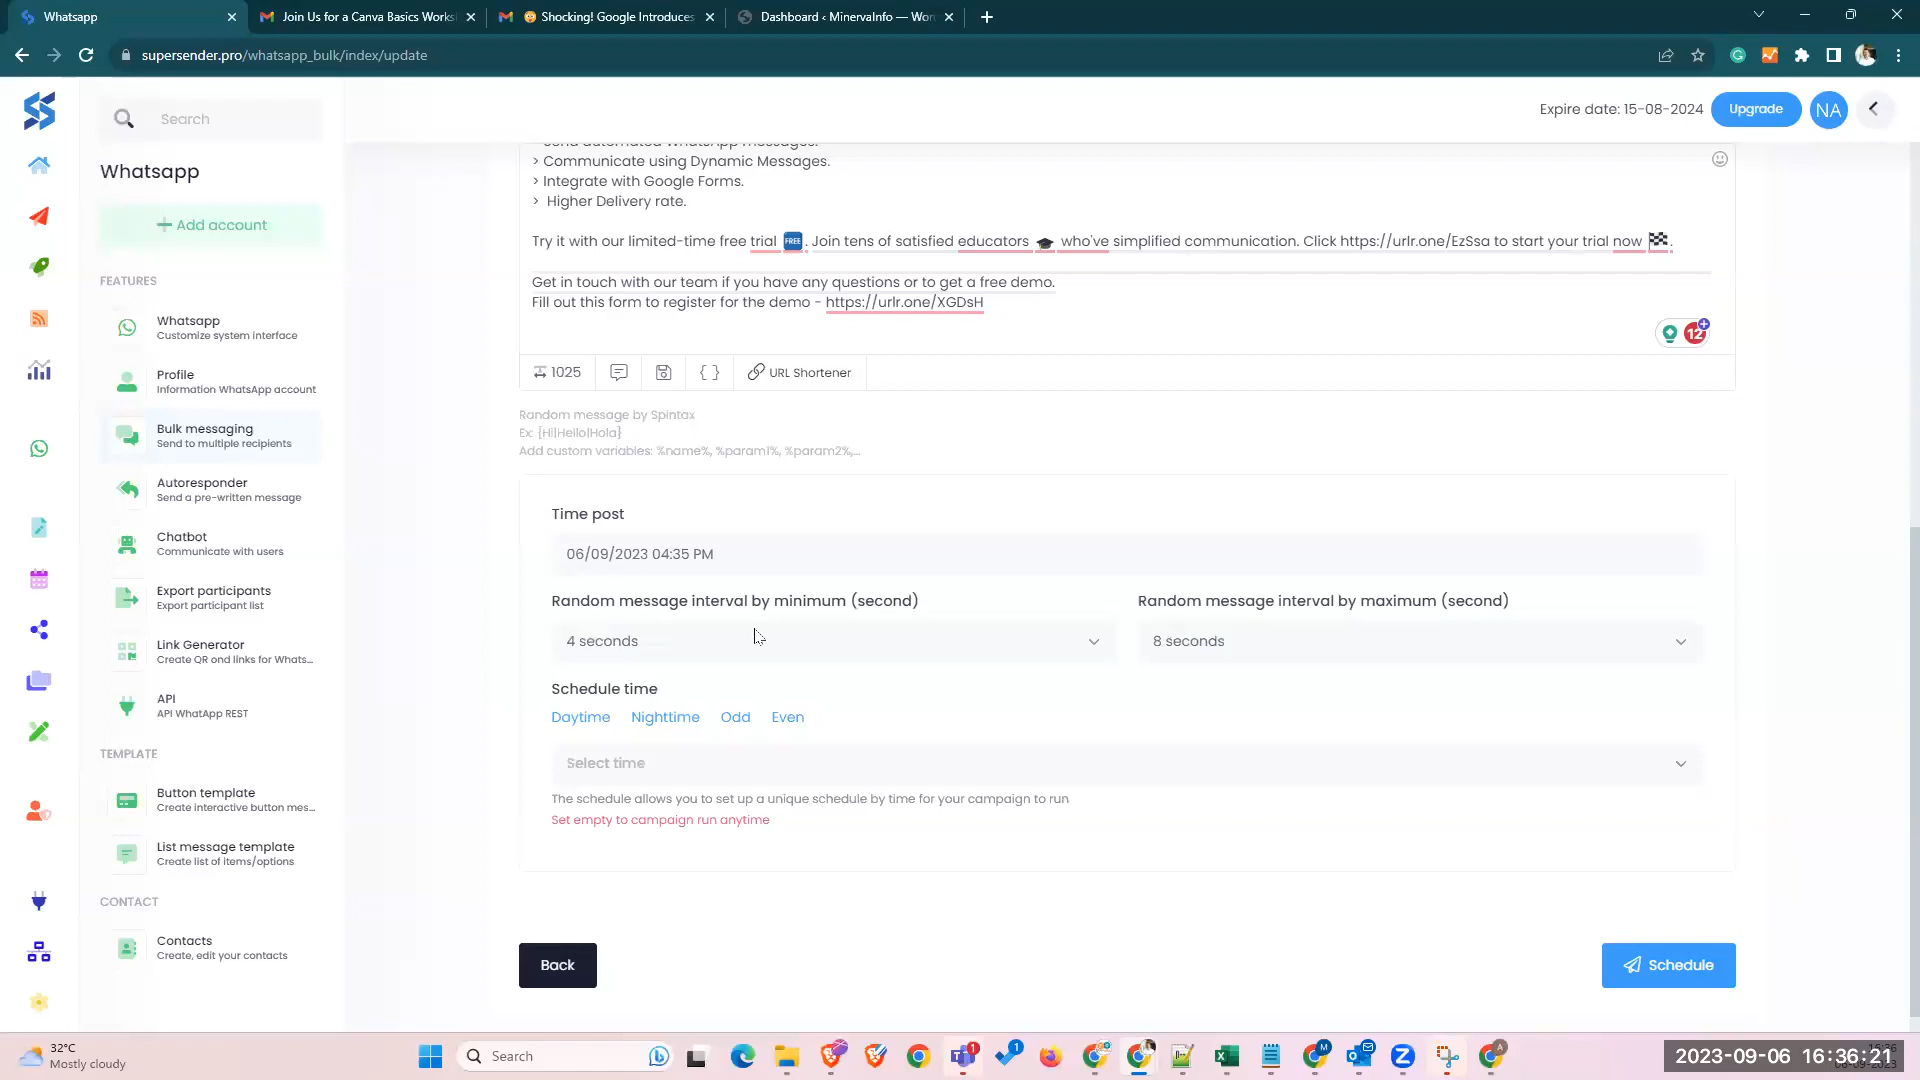 Whatsapp
Join Us for a Canva Basics Works
Shocking! Google Introduces
Dashboard ‹ MinervaInfo — Wor
supersender.pro/whatsapp_bulk/index/update
Search
Expire date: 15-08-2024
Upgrade
NA
Whatsapp
Add account
FEATURES
Whatsapp
Customize system interface
Profile
Information WhatsApp account
Bulk messaging
Send to multiple recipients
Autoresponder
Send a pre-written message
Chatbot
Communicate with users
Export participants
Export participant list
Link Generator
Create QR and links for Whats...
API
API WhatApp REST
TEMPLATE
Button template
Create interactive button mes...
List message template
Create list of items/options
CONTACT
Contacts
Create, edit your contacts
> Send automated WhatsApp messages.
> Communicate using Dynamic Messages.
> Integrate with Google Forms.
> Higher Delivery rate.
Try it with our limited-time free trial FREE. Join tens of satisfied educators who've simplified communication. Click https://urlr.one/EzSsa to start your trial now .
Get in touch with our team if you have any questions or to get a free demo.
Fill out this form to register for the demo - https://urlr.one/XGDsH
12
1025
{ }
URL Shortener
Random message by Spintax
Ex: {Hi|Hello|Hola}
Add custom variables: %name%, %param1%, %param2%,...
Time post
06/09/2023 04:35 PM
Random message interval by minimum (second)
4 seconds
Random message interval by maximum (second)
8 seconds
Schedule time
Daytime Nighttime Odd Even
Select time
The schedule allows you to set up a unique schedule by time for your campaign to run
Set empty to campaign run anytime
Back
Schedule
32°C
Mostly cloudy
Search
1
1
M
A
2023-09-06 16:36:21